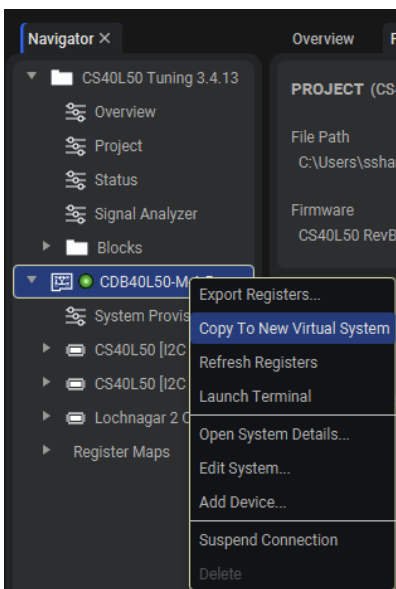 Navigator
Overview
CS40L50 Tuning 3.4.13
PROJECT (CS
Overview
Project
File Path
C:\Users\ssha
Status
Signal Analyzer
Firmware
CS40L50 RevB
Blocks
CDB40L50-M
System Provis
CS40L50 [I2C
CS40L50 [I2C
Lochnagar 2
Register Maps
Export Registers...
Copy To New Virtual System
Refresh Registers
Launch Terminal
Open System Details...
Edit System...
Add Device...
Suspend Connection
Delete